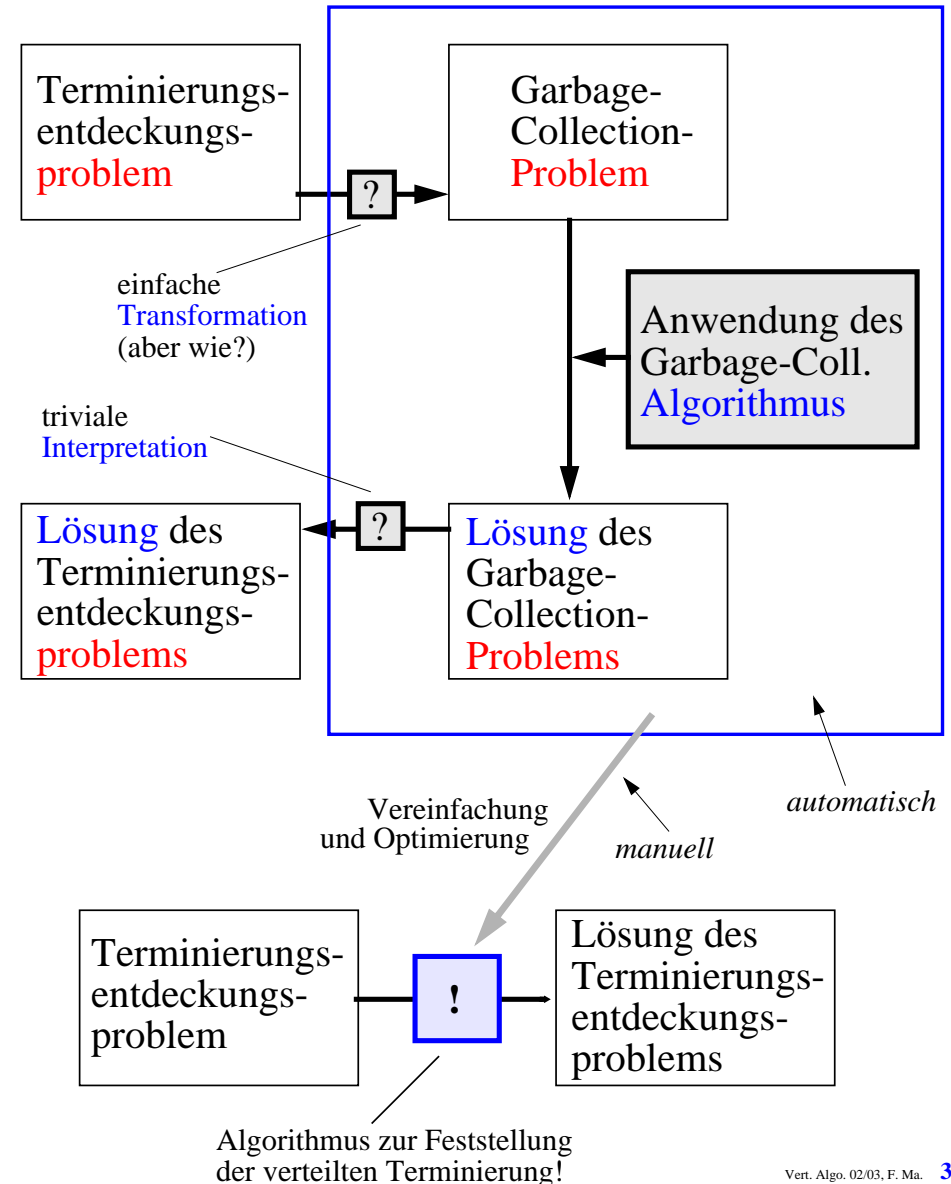 Terminierungs-
entdeckungs-
problem
?
Garbage-
Collection-
Problem
einfache
Transformation
(aber wie?)
Anwendung des
Garbage-Coll.
Algorithmus
triviale
Interpretation
Lösung des
Terminierungs-
entdeckungs-
problems
?
Lösung des
Garbage-
Collection-
Problems
automatisch
Vereinfachung
und Optimierung
manuell
Terminierungs-
entdeckungs-
problem
!
Lösung des
Terminierungs-
entdeckungs-
problems
Algorithmus zur Feststellung
der verteilten Terminierung!
Vert. Algo. 02/03, F. Ma. 3